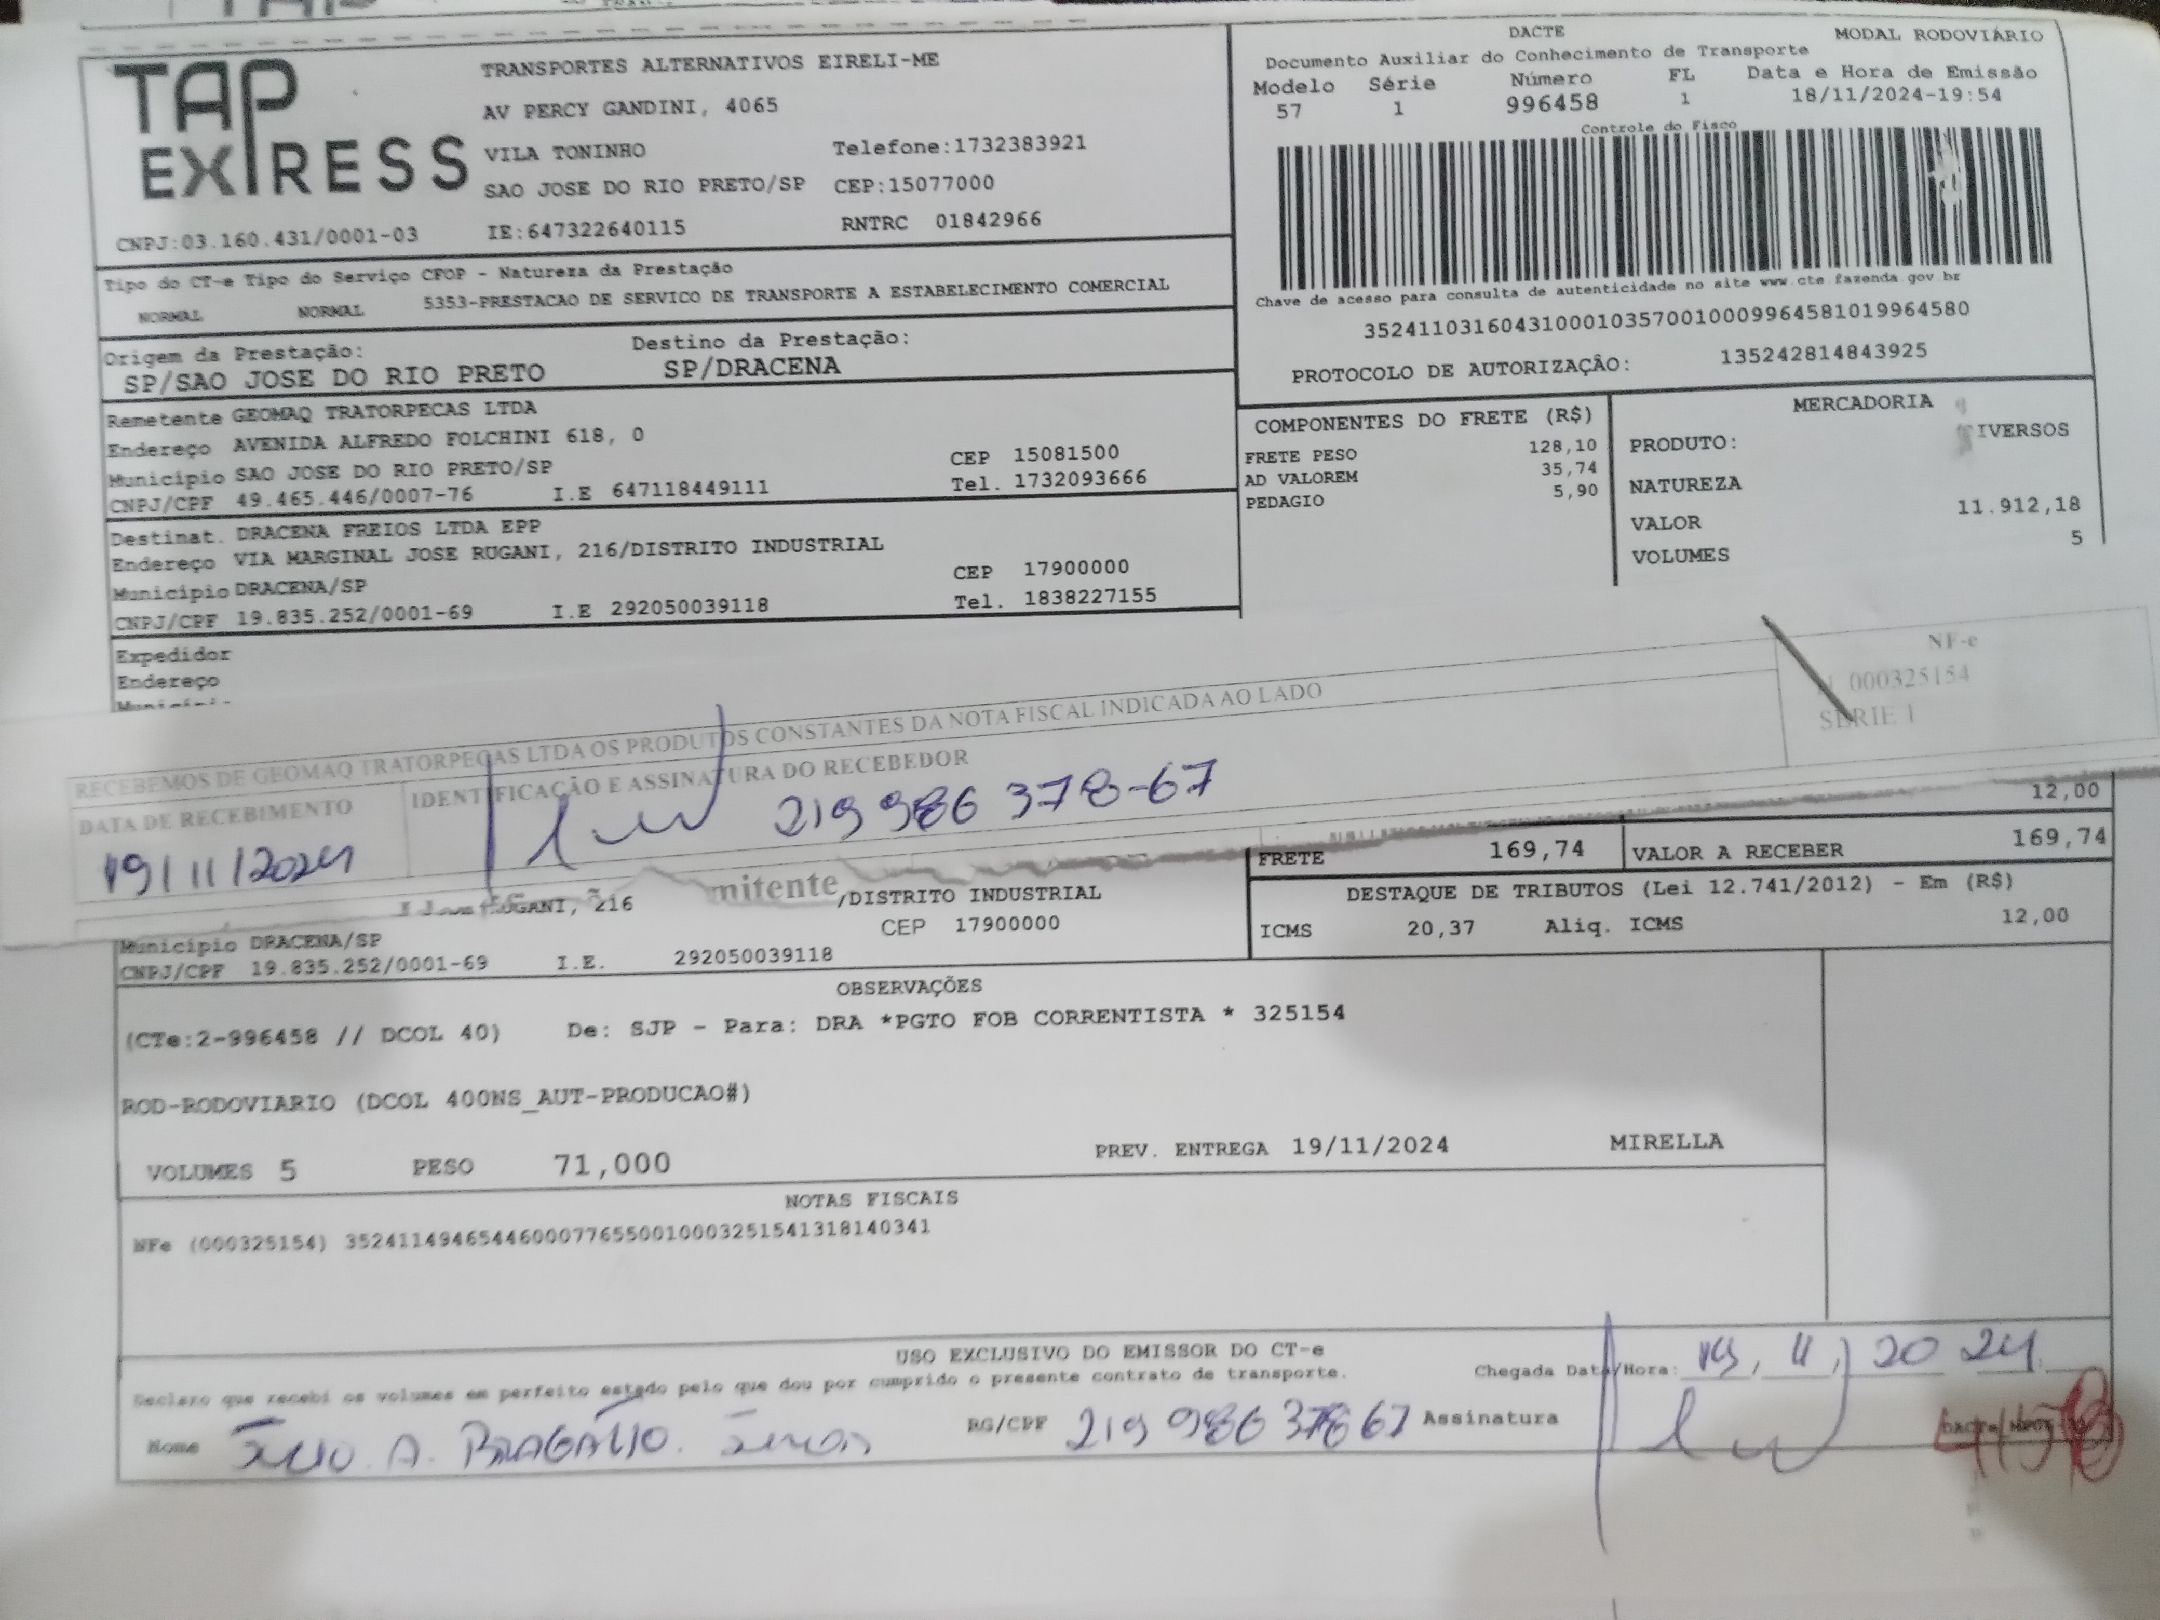 TAP EXPRESS
TRANSPORTES ALTERNATIVOS EIRELI-ME
AV PERCY GANDINI, 4065
VILA TONINHO Telefone:1732383921
SAO JOSE DO RIO PRETO/SP CEP:15077000
CNPJ:03.160.431/0001-03 IE:647322640115 RNTRC 01842966
DACTE MODAL RODOVIÁRIO
Documento Auxiliar do Conhecimento de Transporte
Modelo Série Número FL Data e Hora de Emissão
57 1 996458 1 18/11/2024-19:54
Controle do Fisco
Chave de acesso para consulta de autenticidade no site www.cte.fazenda.gov.br
35241103160431000103570010009964581019964580
PROTOCOLO DE AUTORIZAÇÃO: 135242814843925
Tipo do CT-e Tipo do Serviço CFOP - Natureza da Prestação
NORMAL NORMAL 5353-PRESTACAO DE SERVICO DE TRANSPORTE A ESTABELECIMENTO COMERCIAL
Origem da Prestação: Destino da Prestação:
SP/SAO JOSE DO RIO PRETO SP/DRACENA
Remetente GEOMAQ TRATORPECAS LTDA
Endereço AVENIDA ALFREDO FOLCHINI 618, 0
Município SAO JOSE DO RIO PRETO/SP CEP 15081500
CNPJ/CPF 49.465.446/0007-76 I.E 647118449111 Tel. 1732093666
Destinat. DRACENA FREIOS LTDA EPP
Endereço VIA MARGINAL JOSE RUGANI, 216/DISTRITO INDUSTRIAL
Município DRACENA/SP CEP 17900000
CNPJ/CPF 19.835.252/0001-69 I.E 292050039118 Tel. 1838227155
Expedidor
Endereço
COMPONENTES DO FRETE (R$)
FRETE PESO 128,10
AD VALOREM 35,74
PEDAGIO 5,90
MERCADORIA
PRODUTO: IVERSOS
NATUREZA
VALOR 11.912,18
VOLUMES 5
RECEBEMOS DE GEOMAQ TRATORPEÇAS LTDA OS PRODUTOS CONSTANTES DA NOTA FISCAL INDICADA AO LADO
DATA DE RECEBIMENTO IDENTIFICAÇÃO E ASSINATURA DO RECEBEDOR
19/11/2024 219 986 378-67
NF-e
000325154
SÉRIE 1
12,00
FRETE 169,74 VALOR A RECEBER 169,74
DESTAQUE DE TRIBUTOS (Lei 12.741/2012) - Em (R$)
ICMS 20,37 Aliq. ICMS 12,00
mitente
UGANI, 216 /DISTRITO INDUSTRIAL
Município DRACENA/SP CEP 17900000
CNPJ/CPF 19.835.252/0001-69 I.E. 292050039118
OBSERVAÇÕES
(CTe:2-996458 // DCOL 40) De: SJP - Para: DRA *PGTO FOB CORRENTISTA * 325154
ROD-RODOVIARIO (DCOL 400NS_AUT-PRODUCAO#)
VOLUMES 5 PESO 71,000 PREV. ENTREGA 19/11/2024 MIRELLA
NOTAS FISCAIS
NFe (000325154) 35241149465446000776550010003251541318140341
USO EXCLUSIVO DO EMISSOR DO CT-e
Declaro que recebi os volumes em perfeito estado pelo que dou por cumprido o presente contrato de transporte.
Chegada Data/Hora: 19, 11, 2024
Nome A. RG/CPF 219 986 378 67 Assinatura